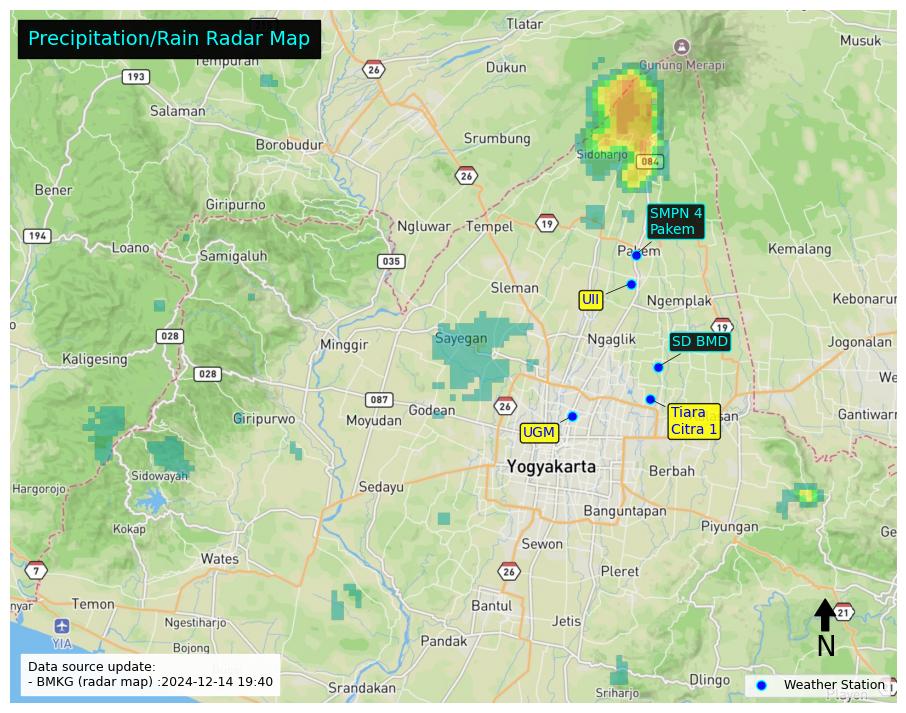 Precipitation/Rain Radar Map
Tlatar
Musuk
Gunung Merapi
26
Dukun
193
Salaman
Srumbung
Borobudur
Sidoharjo
084
26
Bener
Giripurno
SMPN 4
Pakem
19
194
Loano
Samigaluh
Ngluwar
Tempel
Pakem
Kemalang
035
Sleman
UII
Ngemplak
Kebonarum
19
028
Minggir
Sayegan
Ngaglik
SD BMD
Jogonalan
Kaligesing
028
087
Godean
26
Giripurwo
Moyudan
UGM
Tiara
Citra 1
Gantiwarn
Yogyakarta
Berbah
Hargorojo
Sidowayah
Sedayu
Banguntapan
Kokap
Piyungan
Sewon
Wates
7
26
Pleret
Temon
Bantul
21
Ngestiharjo
Jetis
YIA
Bojong
Pandak
N
Data source update:
- BMKG (radar map) :2024-12-14 19:40
Srandakan
Sriharjo
Dlingo
Weather Station